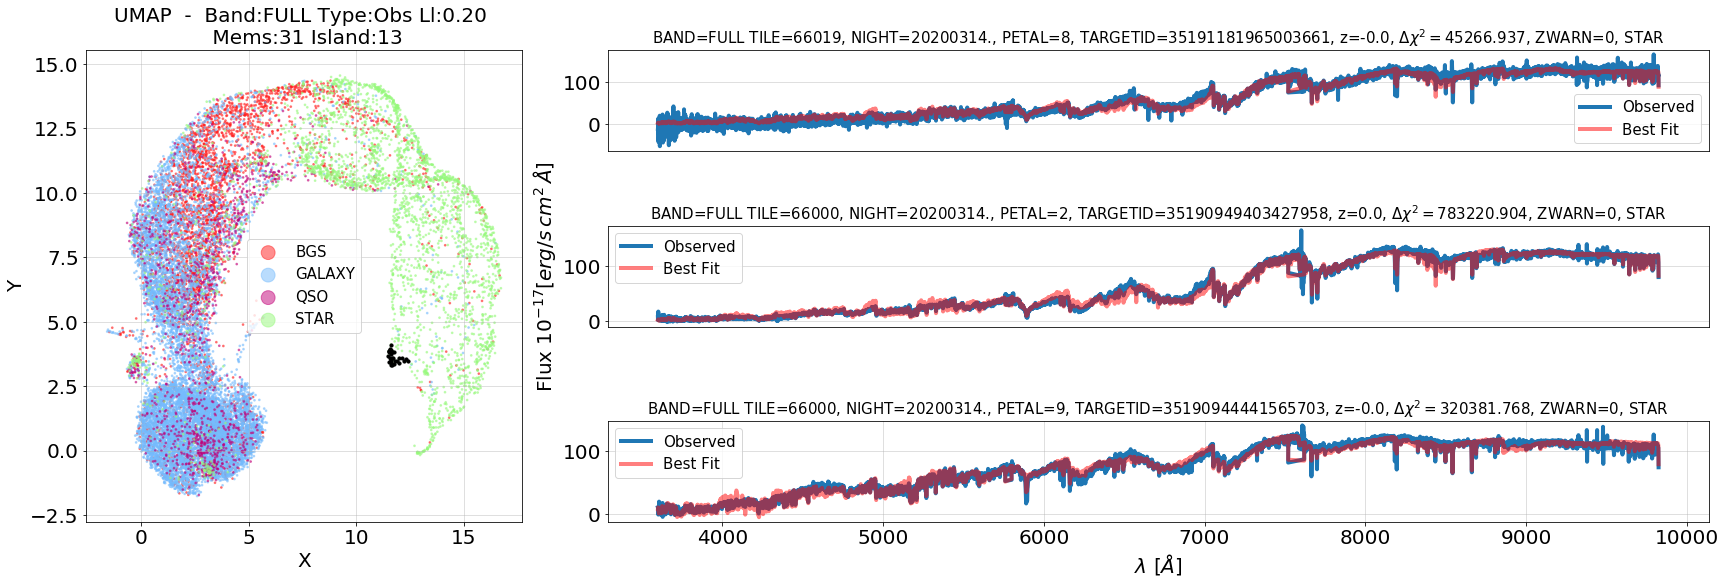 UMAP - Band:FULL Type:Obs Ll:0.20
Mems:31 Island:13
15.0
12.5
10.0
7.5
5.0
2.5
0.0
−2.5
Y
BGS
GALAXY
QSO
STAR
0
5
10
15
X
Flux 10⁻¹⁷[erg/s cm² Å]
BAND=FULL TILE=66019, NIGHT=20200314., PETAL=8, TARGETID=35191181965003661, z=-0.0, Δχ² = 45266.937, ZWARN=0, STAR
100
0
Observed
Best Fit
BAND=FULL TILE=66000, NIGHT=20200314., PETAL=2, TARGETID=35190949403427958, z=0.0, Δχ² = 783220.904, ZWARN=0, STAR
100
0
Observed
Best Fit
BAND=FULL TILE=66000, NIGHT=20200314., PETAL=9, TARGETID=35190944441565703, z=-0.0, Δχ² = 320381.768, ZWARN=0, STAR
100
0
Observed
Best Fit
4000
5000
6000
7000
8000
9000
10000
λ [Å]